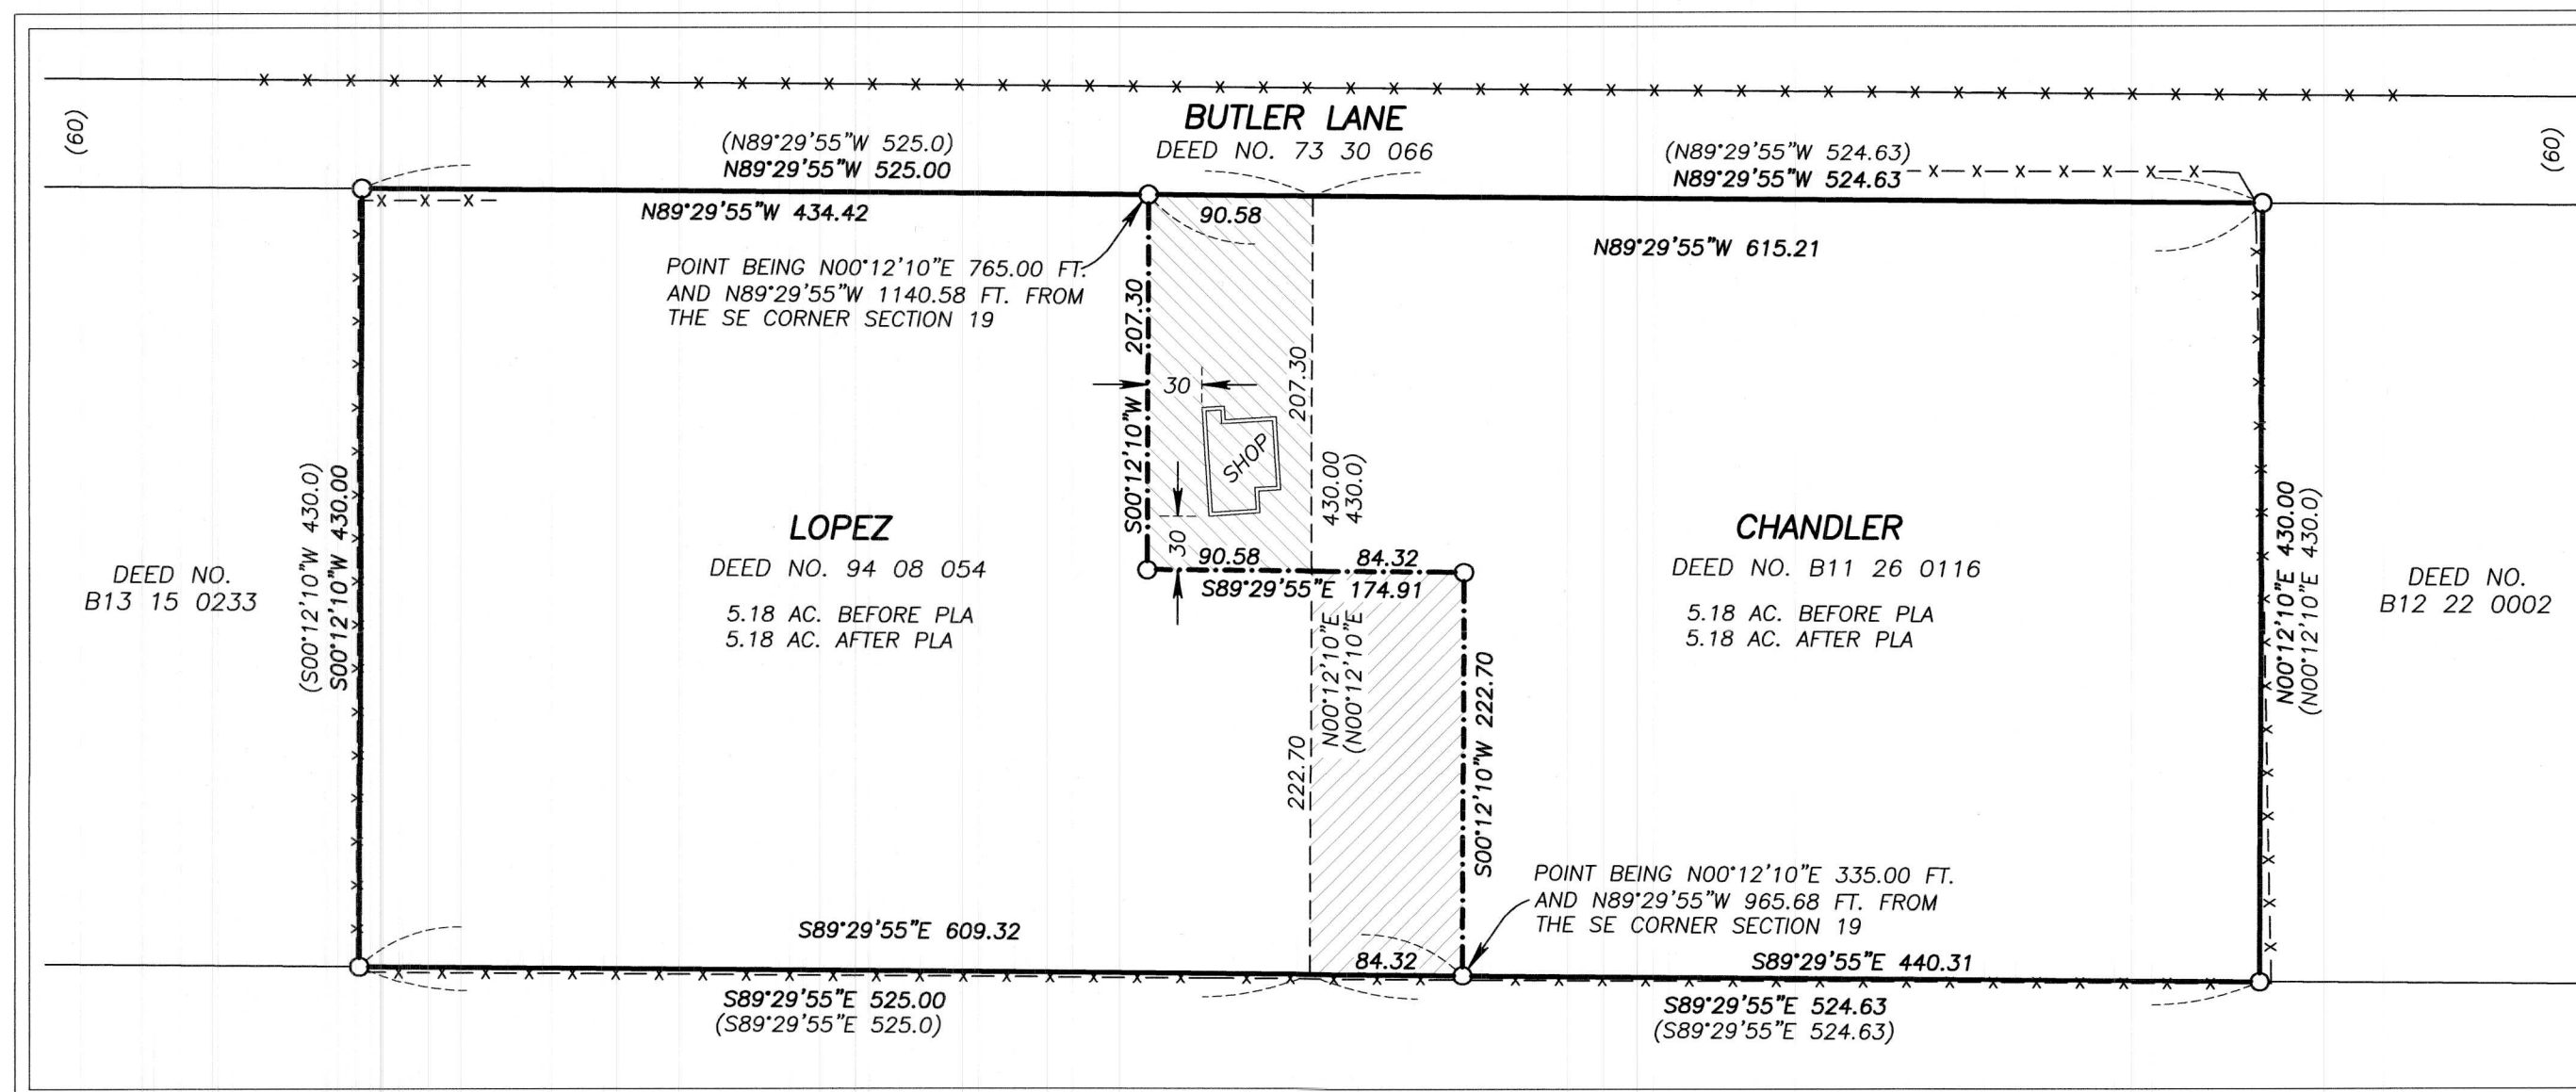 BUTLER LANE
DEED NO. 73 30 066
(60)
(60)
(N89°29'55"W 525.0)
N89°29'55"W 525.00
(N89°29'55"W 524.63)
N89°29'55"W 524.63
N89°29'55"W 434.42
90.58
N89°29'55"W 615.21
POINT BEING N00°12'10"E 765.00 FT.
AND N89°29'55"W 1140.58 FT. FROM
THE SE CORNER SECTION 19
S00°12'10"W 207.30
30
207.30
SHOP
30
430.00
430.0)
N00°12'10"E
(N00°12'10"E
90.58
84.32
S89°29'55"E 174.91
(S00°12'10"W 430.0)
S00°12'10"W 430.00
DEED NO.
B13 15 0233
LOPEZ
DEED NO. 94 08 054
5.18 AC. BEFORE PLA
5.18 AC. AFTER PLA
CHANDLER
DEED NO. B11 26 0116
5.18 AC. BEFORE PLA
5.18 AC. AFTER PLA
N00°12'10"E 430.00
(N00°12'10"E 430.0)
DEED NO.
B12 22 0002
222.70
S00°12'10"W 222.70
POINT BEING N00°12'10"E 335.00 FT.
AND N89°29'55"W 965.68 FT. FROM
THE SE CORNER SECTION 19
S89°29'55"E 609.32
84.32
S89°29'55"E 440.31
S89°29'55"E 525.00
(S89°29'55"E 525.0)
S89°29'55"E 524.63
(S89°29'55"E 524.63)